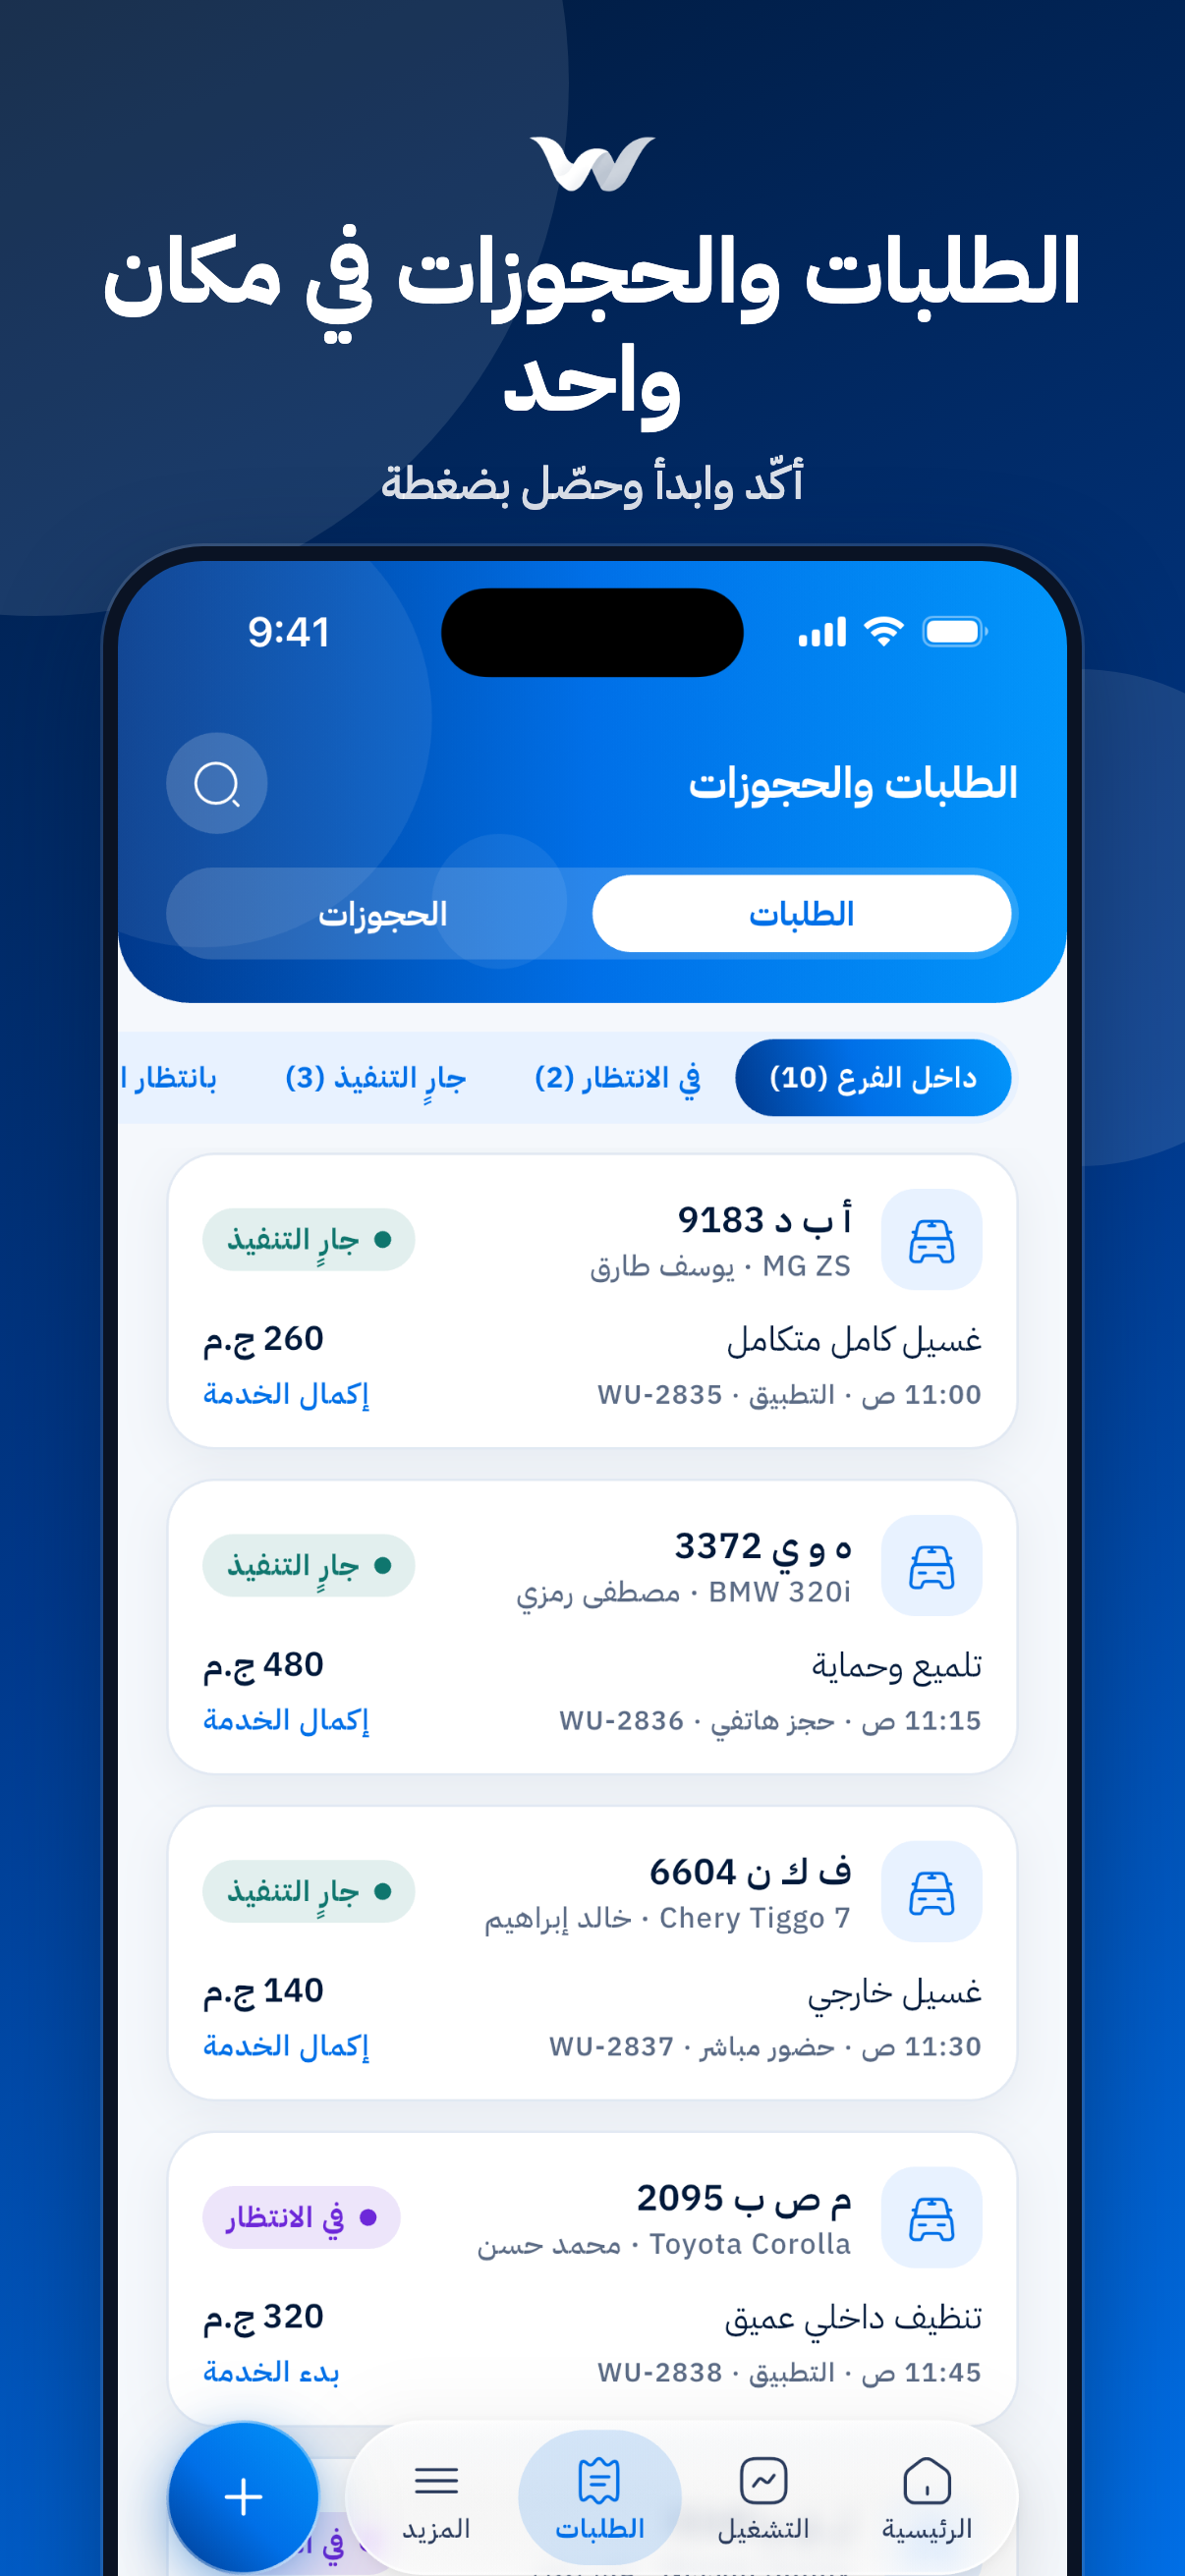 الطلبات والحجوزات في مكان
واحد
أكّد وابدأ وحصّل بضغطة
9:41
الطلبات والحجوزات
الطلبات
الحجوزات
داخل الفرع (10)
في الانتظار (2)
جارٍ التنفيذ (3)
بانتظار ا
أ ب د 9183
جارٍ التنفيذ
MG ZS · يوسف طارق
غسيل كامل متكامل
260 ج.م
11:00 ص · التطبيق · WU-2835
إكمال الخدمة
ه و ي 3372
جارٍ التنفيذ
BMW 320i · مصطفى رمزي
تلميع وحماية
480 ج.م
11:15 ص · حجز هاتفي · WU-2836
إكمال الخدمة
ف ك ن 6604
جارٍ التنفيذ
Chery Tiggo 7 · خالد إبراهيم
غسيل خارجي
140 ج.م
11:30 ص · حضور مباشر · WU-2837
إكمال الخدمة
م ص ب 2095
في الانتظار
Toyota Corolla · محمد حسن
تنظيف داخلي عميق
320 ج.م
11:45 ص · التطبيق · WU-2838
بدء الخدمة
الرئيسية
التشغيل
الطلبات
المزيد
في